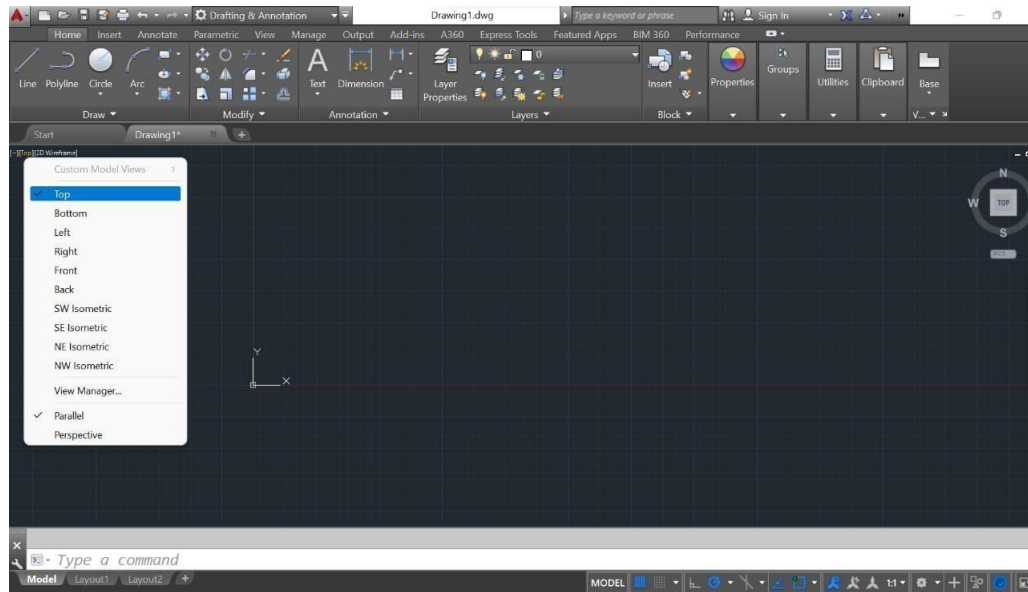 Drafting & Annotation Drawing1.dwg Type a keyword or phrase Sign In
Home Insert Annotate Parametric View Manage Output Add-ins A360 Express Tools Featured Apps BIM 360 Performance
0
Line Polyline Circle Arc Text Dimension Layer Properties Insert Properties Groups Utilities Clipboard Base
Draw Modify Annotation Layers Block V...
Start Drawing1* +
[-][Top][2D Wireframe]
Custom Model Views
Top
Bottom
Left
Right
Front
Back
SW Isometric
SE Isometric
NE Isometric
NW Isometric
View Manager...
Parallel
Perspective
N
W TOP
S
WCS
Y
X
Type a command
Model Layout1 Layout2 +
MODEL 1:1